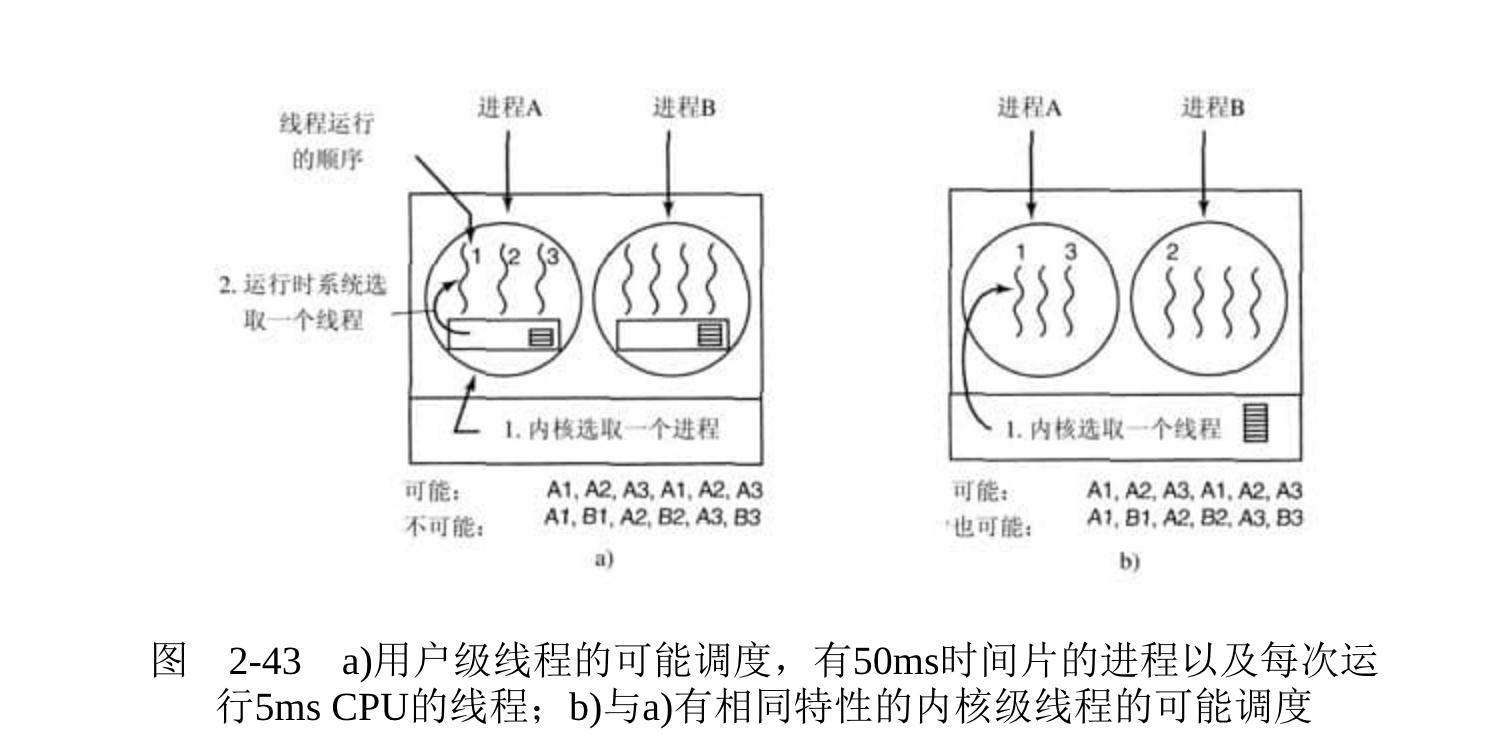 进程A
进程B
线程运行
的顺序
1 2 3
2. 运行时系统选
取一个线程
1. 内核选取一个进程
可能： A1, A2, A3, A1, A2, A3
不可能： A1, B1, A2, B2, A3, B3
a)
进程A
进程B
1 3
2
1. 内核选取一个线程
可能： A1, A2, A3, A1, A2, A3
也可能： A1, B1, A2, B2, A3, B3
b)
图 2-43 a)用户级线程的可能调度，有50ms时间片的进程以及每次运
行5ms CPU的线程；b)与a)有相同特性的内核级线程的可能调度